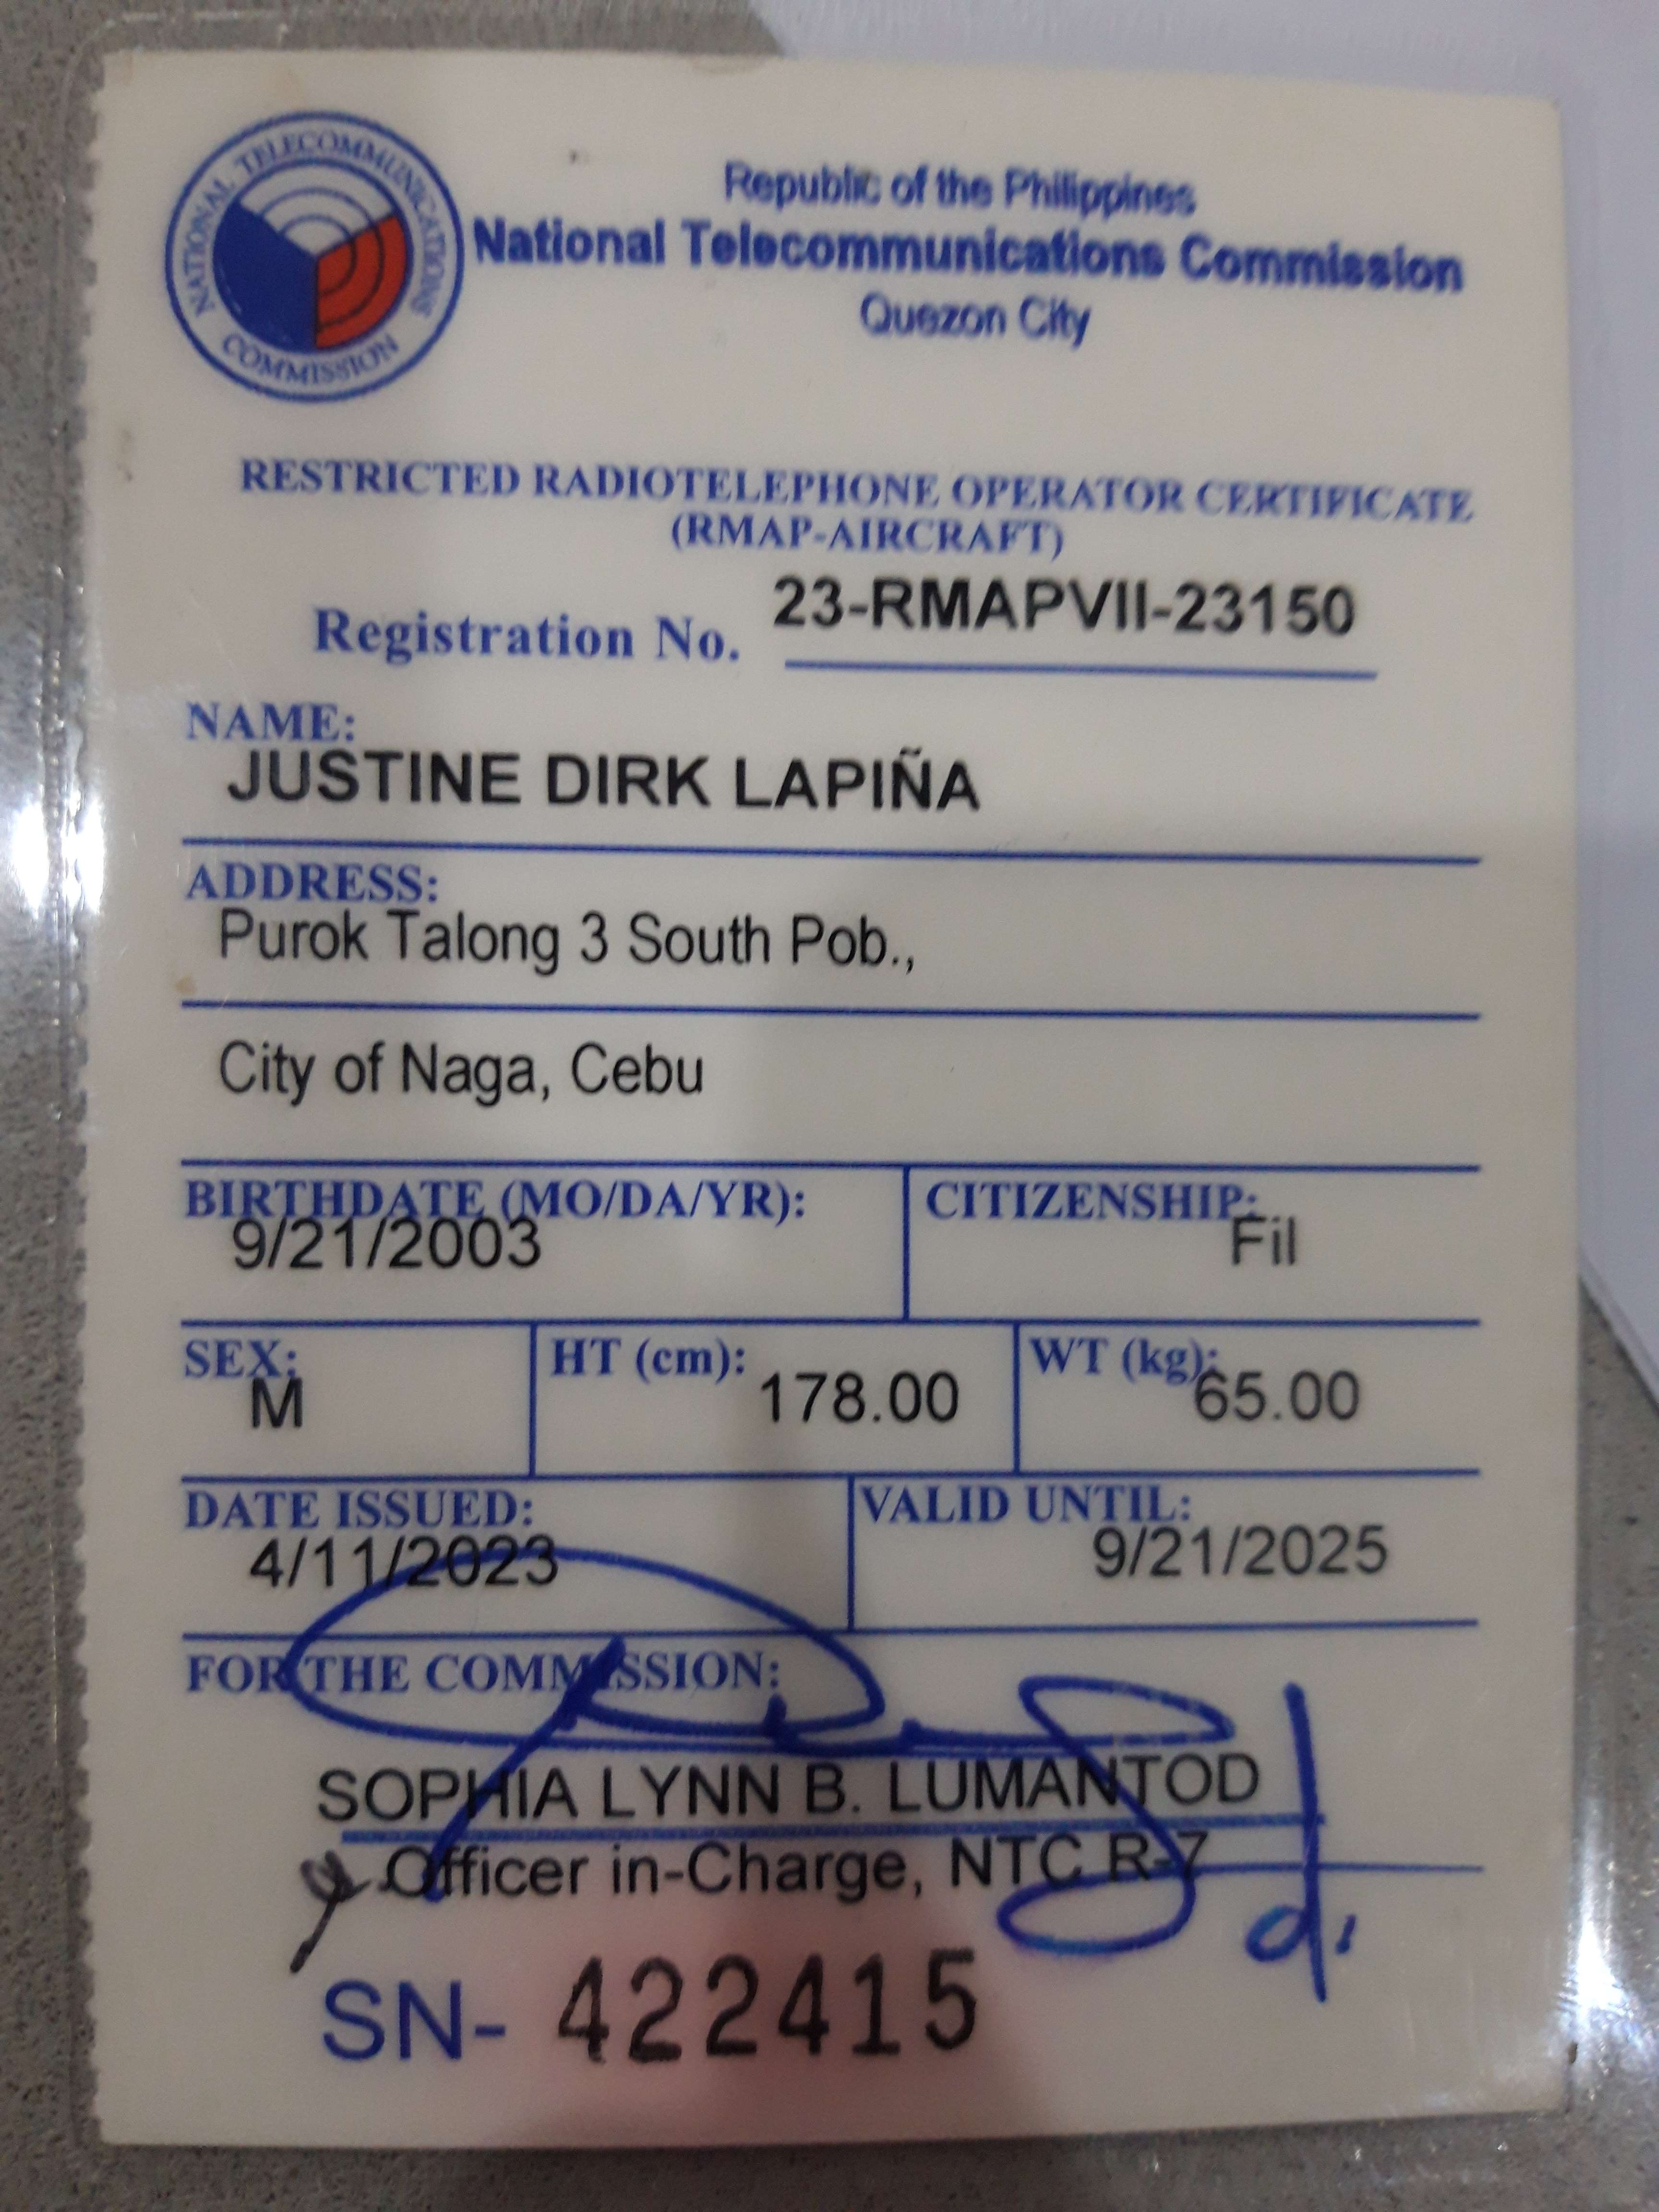 NATIONAL TELECOMMUNICATIONS COMMISSION
Republic of the Philippines
National Telecommunications Commission
Quezon City
RESTRICTED RADIOTELEPHONE OPERATOR CERTIFICATE
(RMAP-AIRCRAFT)
Registration No. 23-RMAPVII-23150
NAME:
JUSTINE DIRK LAPIÑA
ADDRESS:
Purok Talong 3 South Pob.,
City of Naga, Cebu
BIRTHDATE (MO/DA/YR): CITIZENSHIP:
9/21/2003 Fil
SEX: HT (cm): WT (kg):
M 178.00 65.00
DATE ISSUED: VALID UNTIL:
4/11/2023 9/21/2025
FOR THE COMMISSION:
SOPHIA LYNN B. LUMANTOD
Officer in-Charge, NTC R-7
SN- 422415